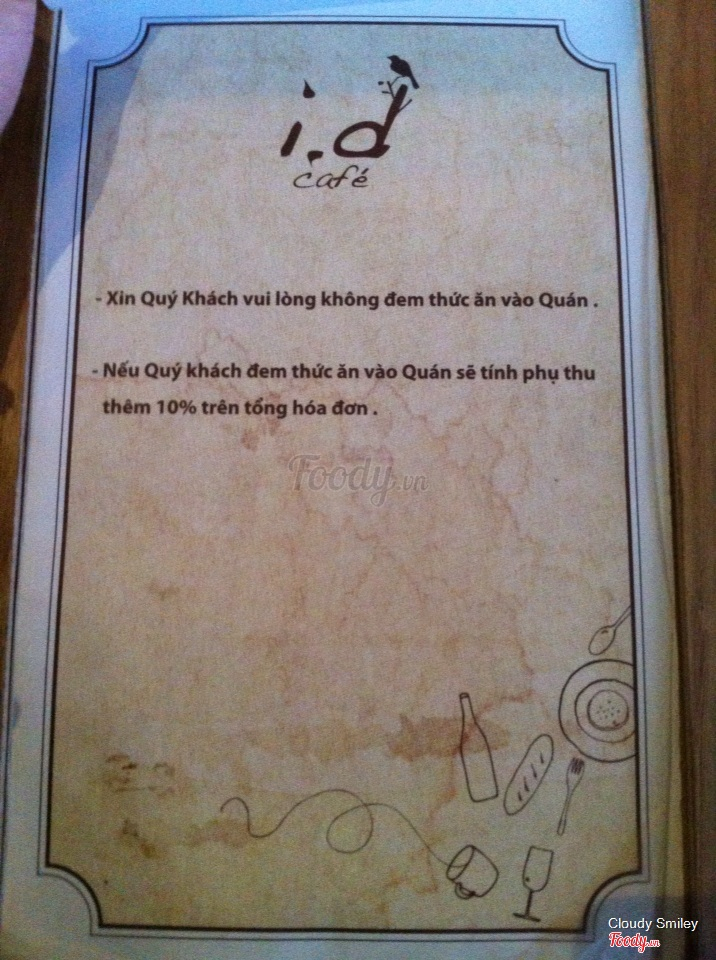 i.d
café
- Xin Quý Khách vui lòng không đem thức ăn vào Quán .
- Nếu Quý khách đem thức ăn vào Quán sẽ tính phụ thu
thêm 10% trên tổng hóa đơn .
Foody.vn
Cloudy Smiley
Foody.vn